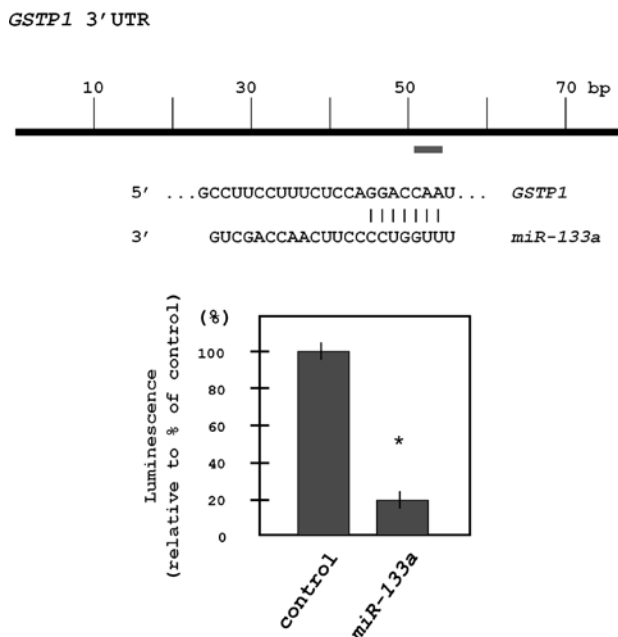 GSTP1 3'UTR
10 30 50 70 bp
5' ...GCCUUCCUUUCUCCAGGACCAAU... GSTP1
3' GUCGACCAACUUCCCCUGGUUU miR-133a
(%)
100
80
60
40
20
0
Luminescence
(relative to % of control)
*
control
miR-133a